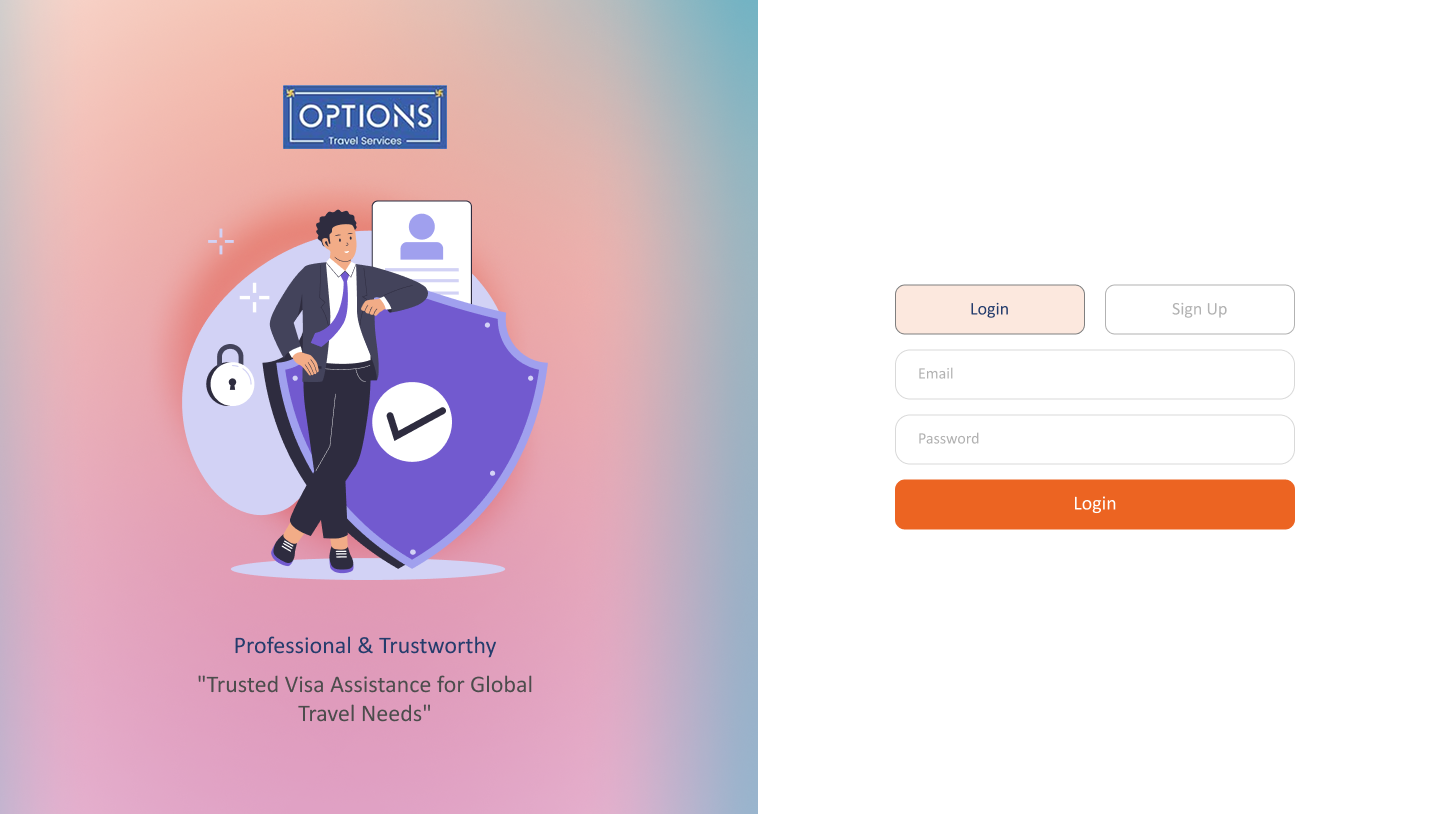 OPTIONS
Travel Services
Professional & Trustworthy
"Trusted Visa Assistance for Global
Travel Needs"
Login
Sign Up
Email
Password
Login